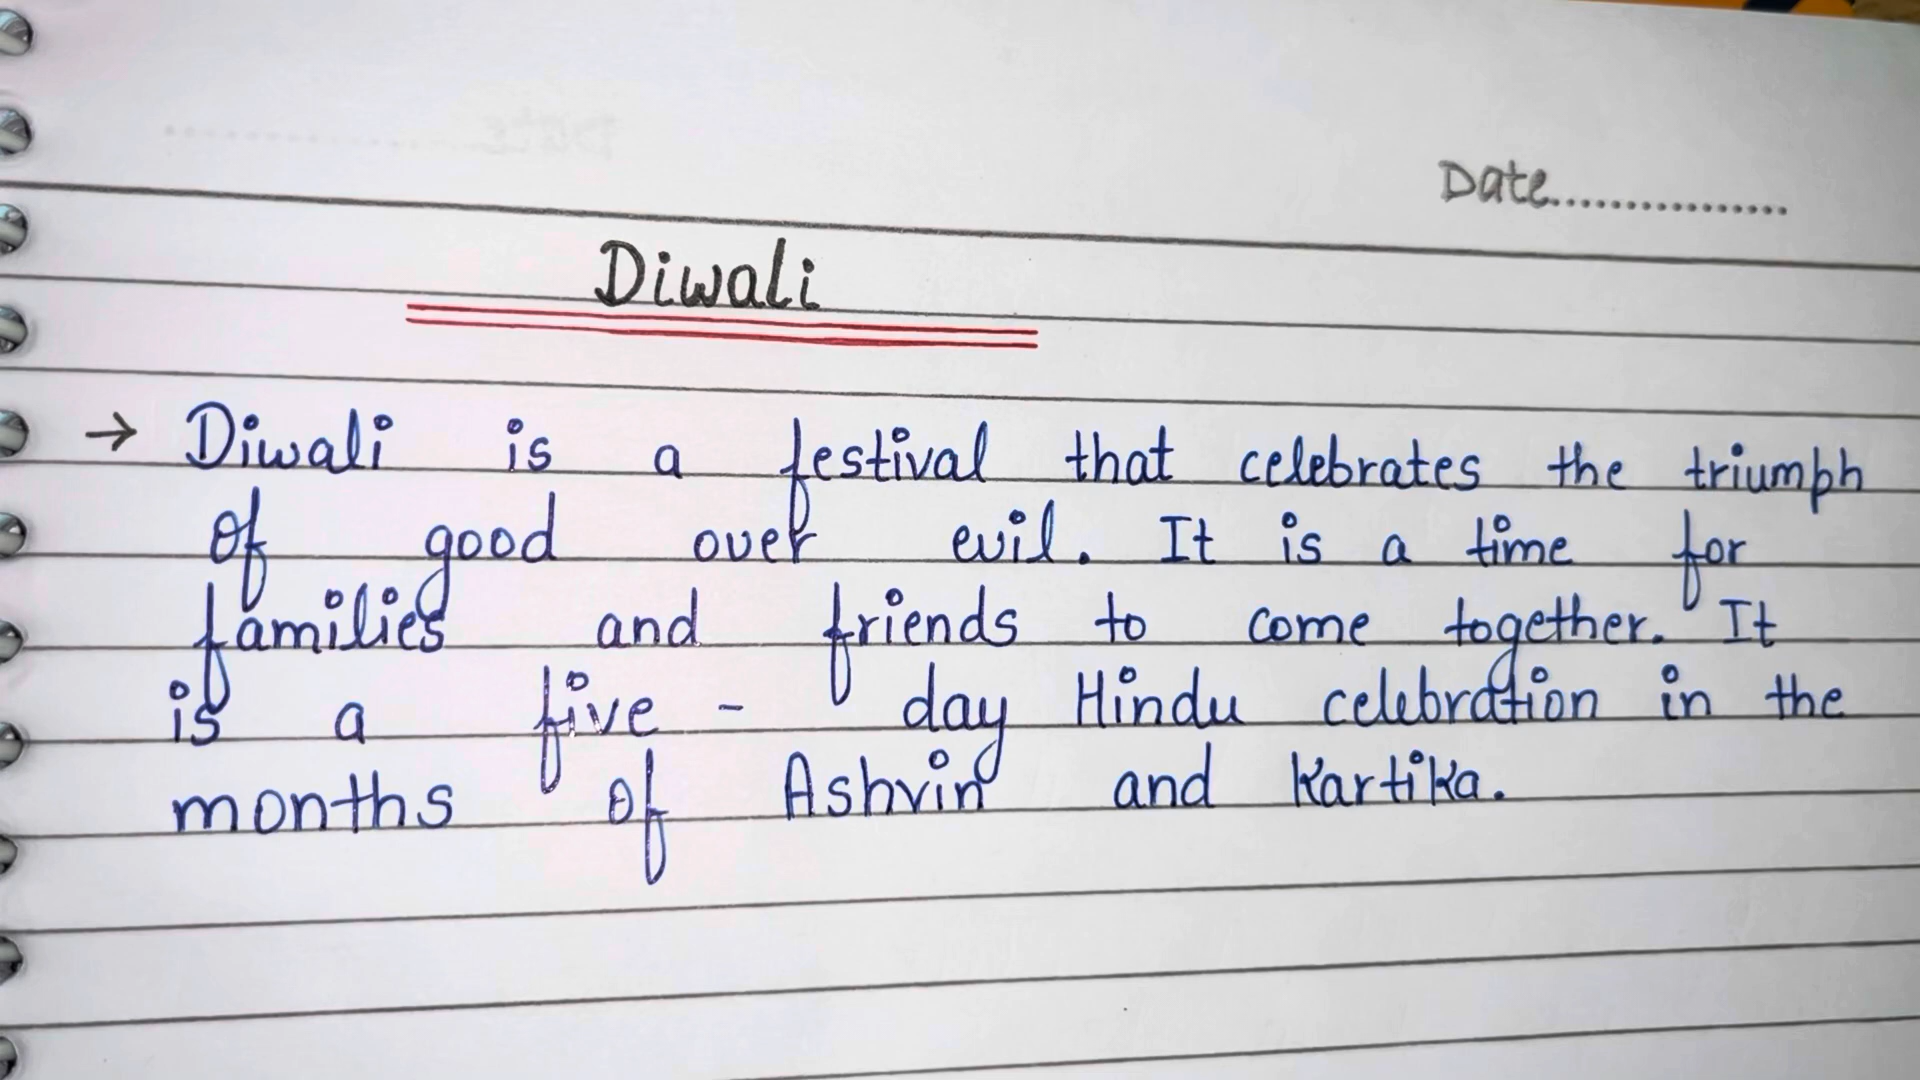 Date................
Diwali
→ Diwali is a festival that celebrates the triumph
of good over evil. It is a time for
families and friends to come together. It
is a five - day Hindu celebration in the
months of Ashvin and Kartika.